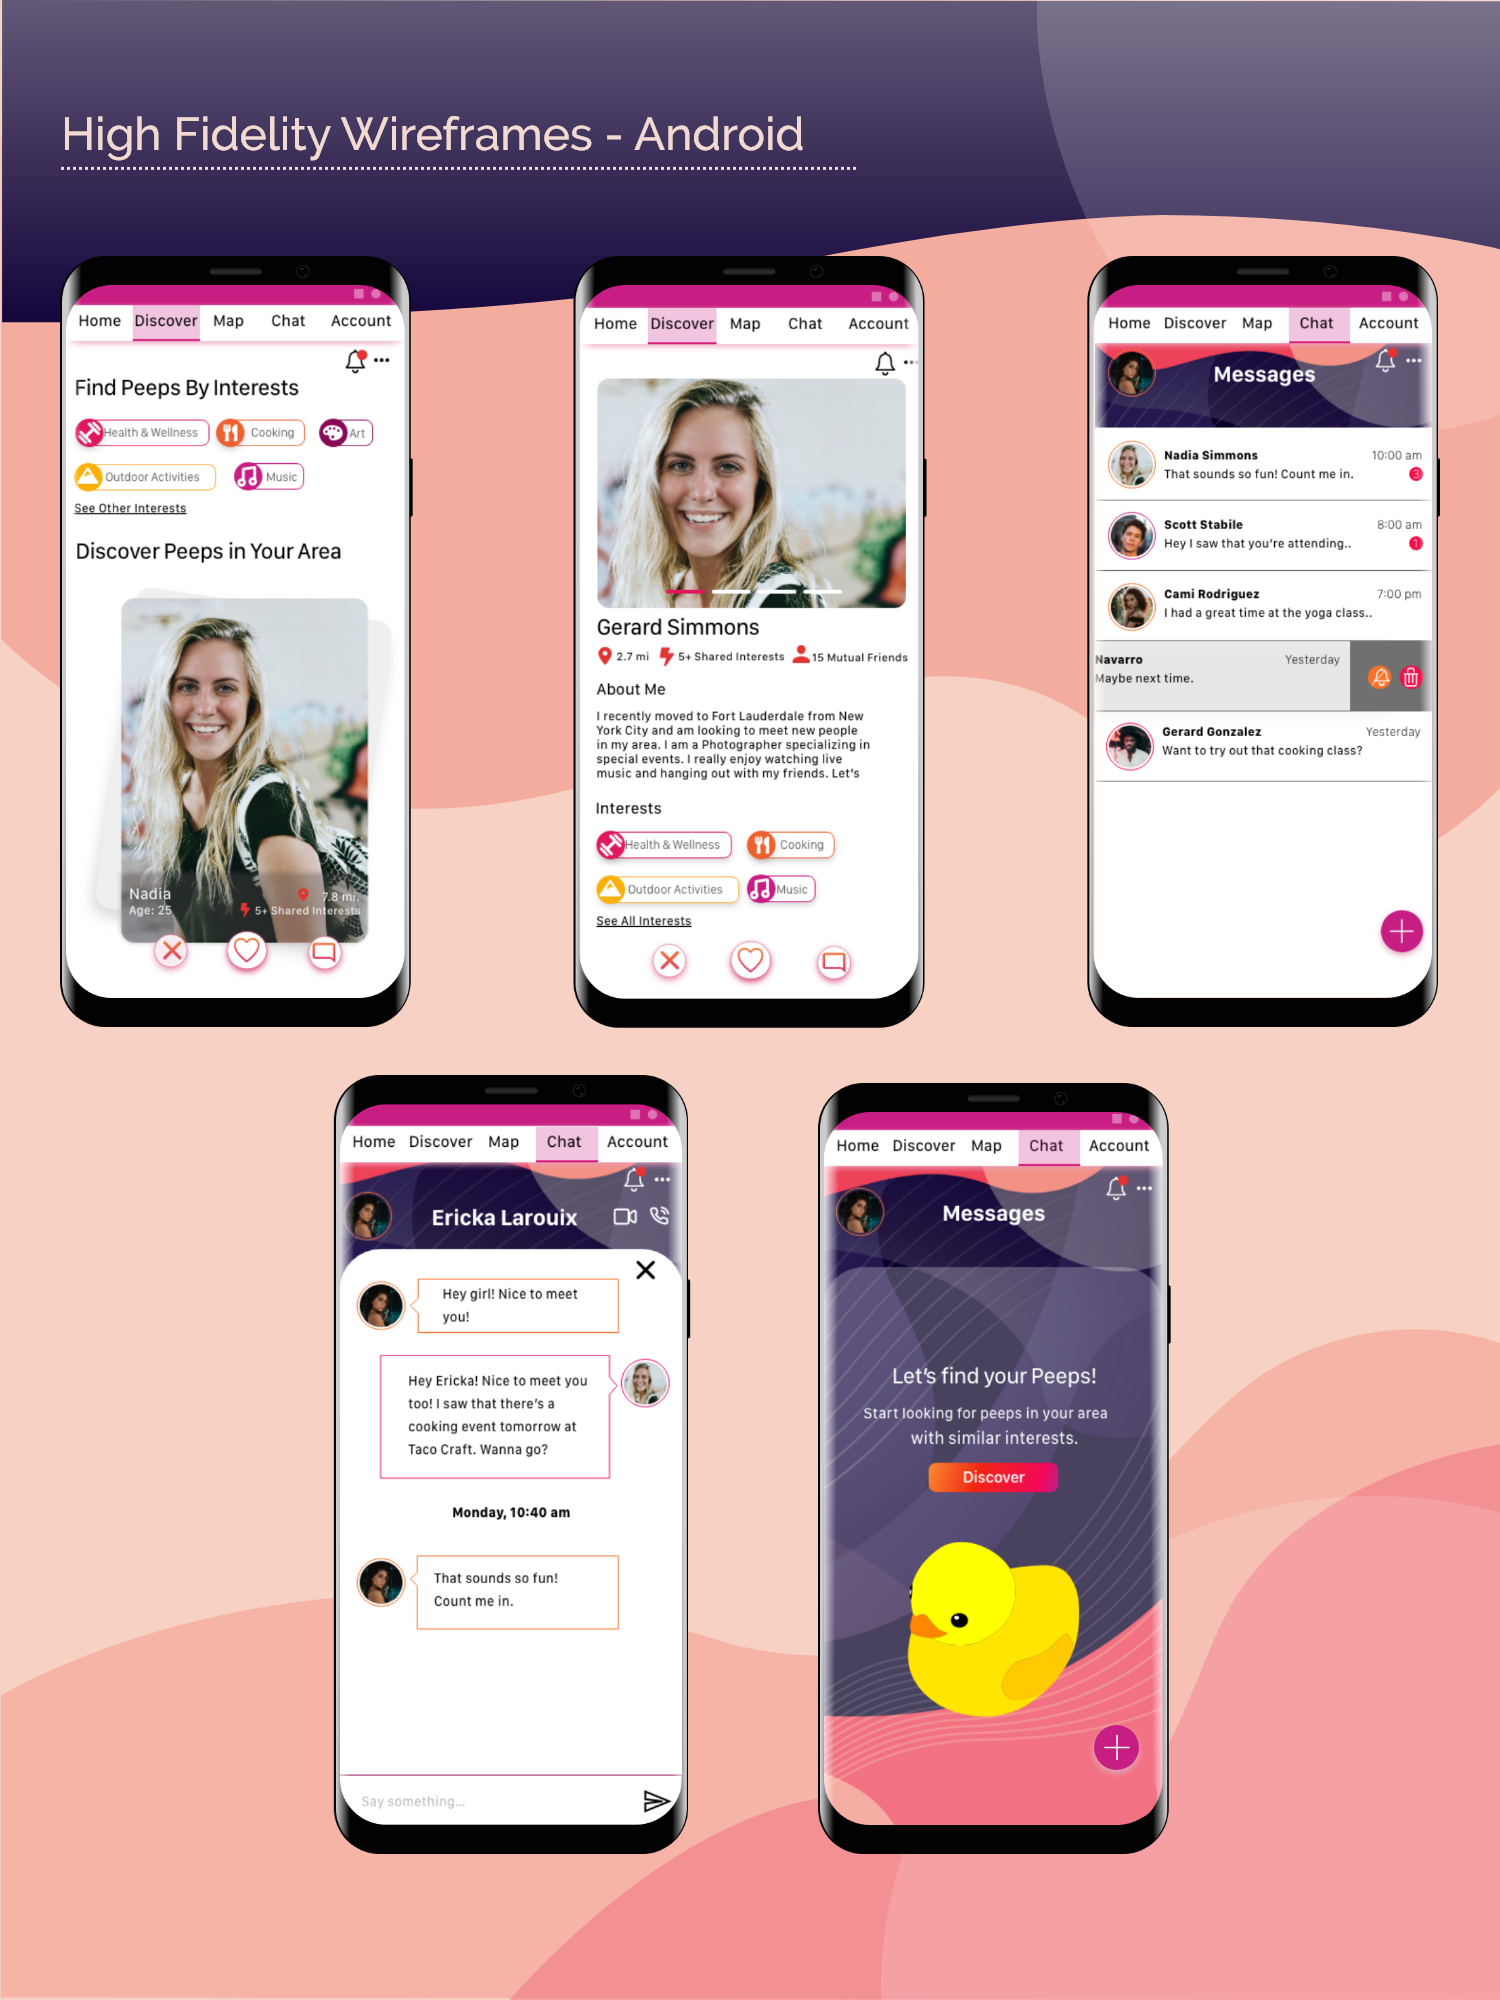 High Fidelity Wireframes - Android
Home Discover Map Chat Account
Find Peeps By Interests
Health & Wellness Cooking Art
Outdoor Activities Music
See Other Interests
Discover Peeps in Your Area
Nadia 7.8 mi.
Age: 25 5+ Shared Interests
Home Discover Map Chat Account
Gerard Simmons
2.7 mi 5+ Shared Interests 15 Mutual Friends
About Me
I recently moved to Fort Lauderdale from New
York City and am looking to meet new people
in my area. I am a Photographer specializing in
special events. I really enjoy watching live
music and hanging out with my friends. Let's
Interests
Health & Wellness Cooking
Outdoor Activities Music
See All Interests
Home Discover Map Chat Account
Messages
Nadia Simmons 10:00 am
That sounds so fun! Count me in. 3
Scott Stabile 8:00 am
Hey I saw that you're attending.. 1
Cami Rodriguez 7:00 pm
I had a great time at the yoga class..
Navarro Yesterday
Maybe next time.
Gerard Gonzalez Yesterday
Want to try out that cooking class?
Home Discover Map Chat Account
Ericka Larouix
Hey girl! Nice to meet
you!
Hey Ericka! Nice to meet you
too! I saw that there's a
cooking event tomorrow at
Taco Craft. Wanna go?
Monday, 10:40 am
That sounds so fun!
Count me in.
Say something...
Home Discover Map Chat Account
Messages
Let's find your Peeps!
Start looking for peeps in your area
with similar interests.
Discover